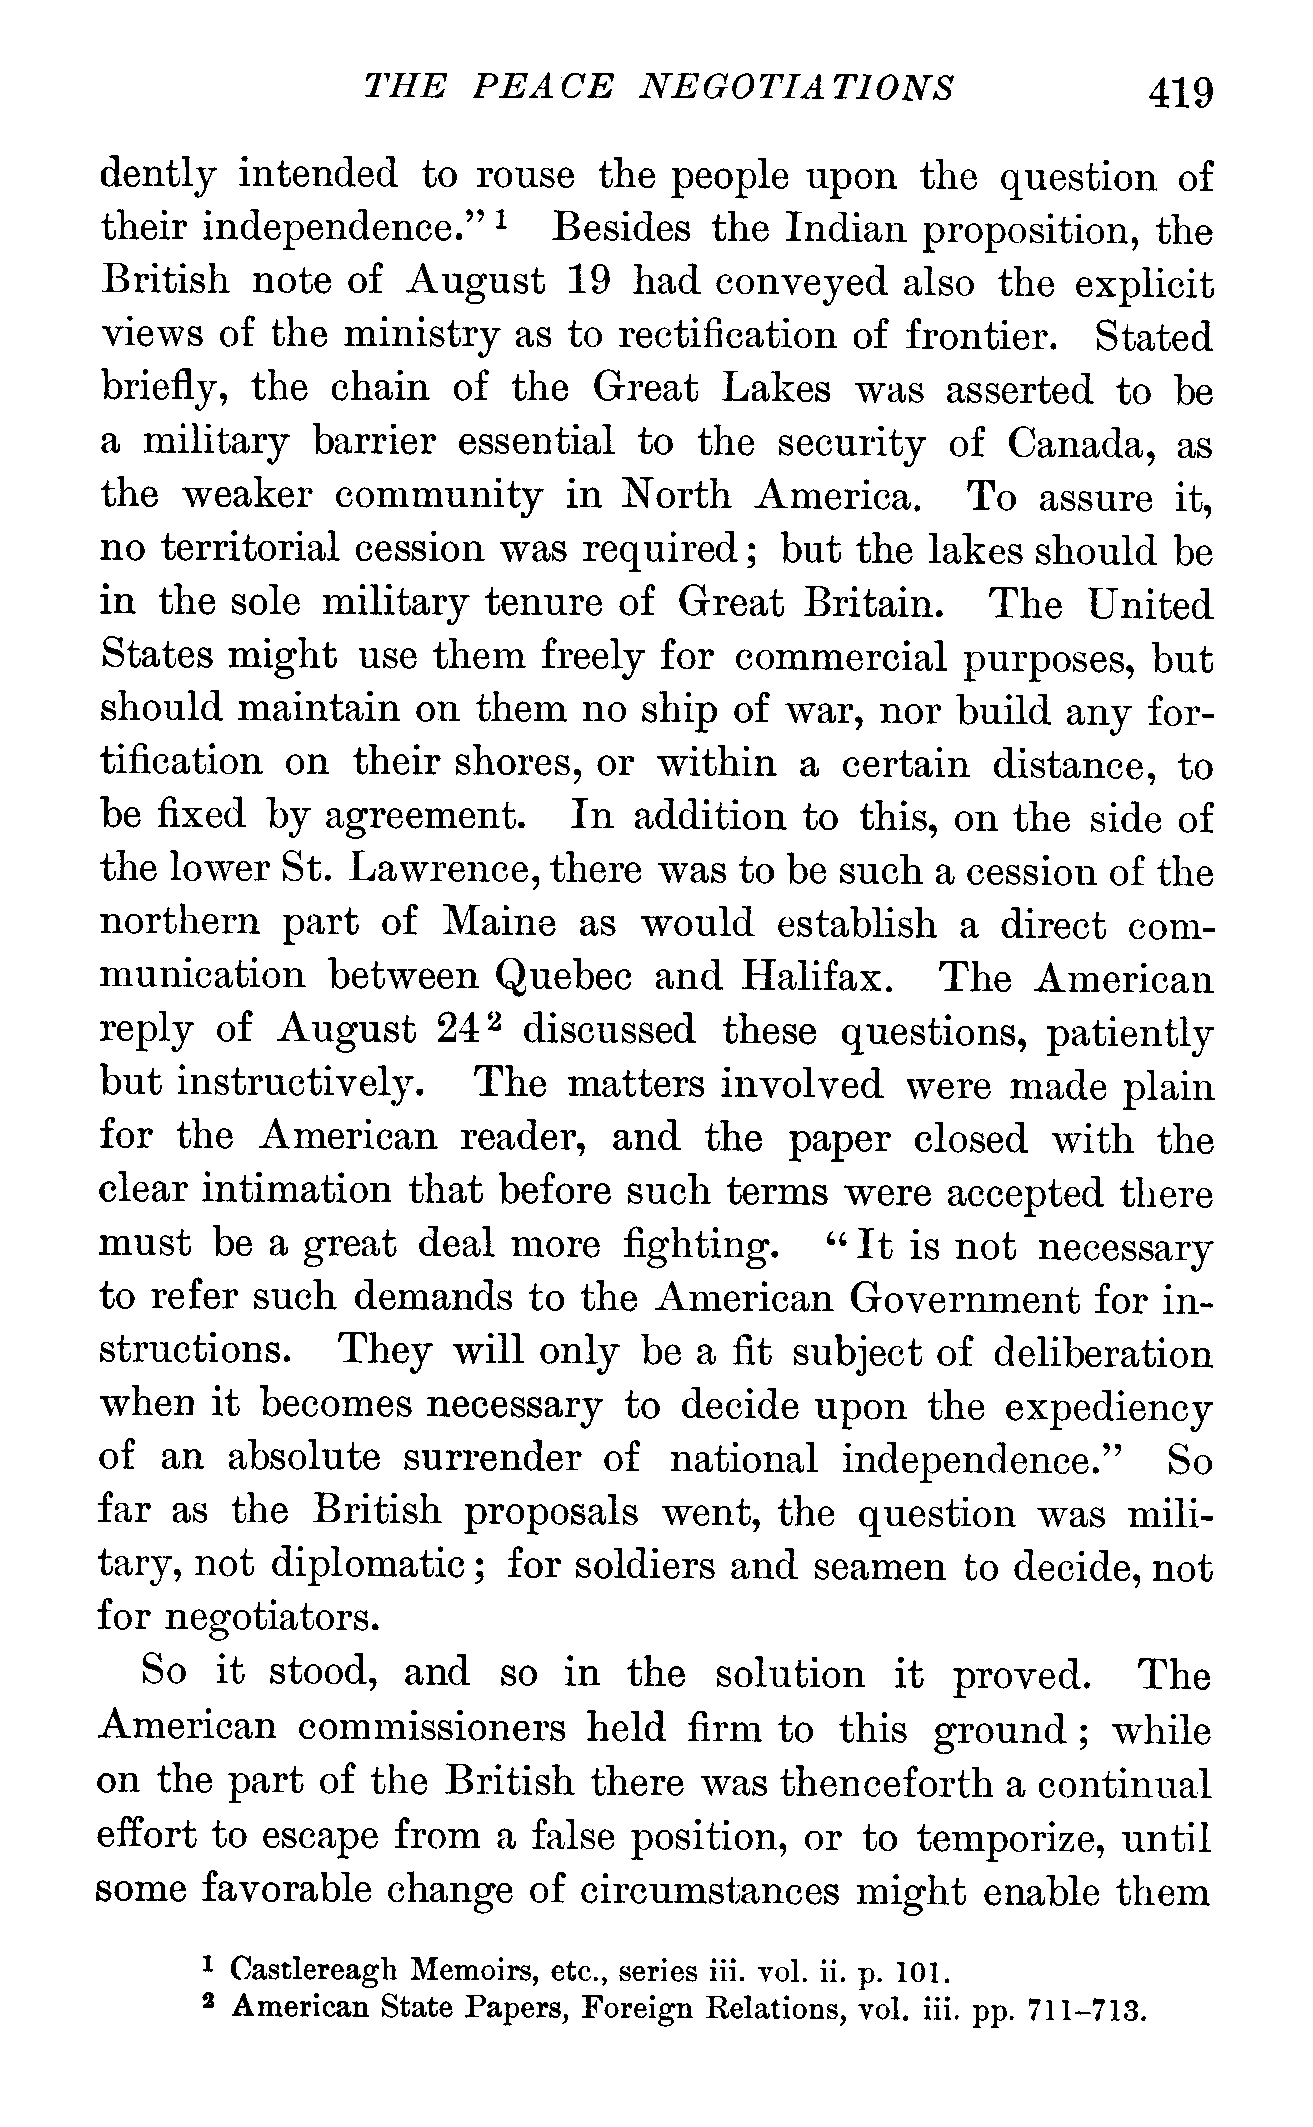 THE PEACE NEGOTIATIONS 419
dently intended to rouse the people upon the question of
their independence.” 1 Besides the Indian proposition, the
British note of August 19 had conveyed also the explicit
views of the ministry as to rectification of frontier. Stated
briefly, the chain of the Great Lakes was asserted to be
a military barrier essential to the security of Canada, as
the weaker community in North America. To assure it,
no territorial cession was required; but the lakes should be
in the sole military tenure of Great Britain. The United
States might use them freely for commercial purposes, but
should maintain on them no ship of war, nor build any for-
tification on their shores, or within a certain distance, to
be fixed by agreement. In addition to this, on the side of
the lower St. Lawrence, there was to be such a cession of the
northern part of Maine as would establish a direct com-
munication between Quebec and Halifax. The American
reply of August 24 2 discussed these questions, patiently
but instructively. The matters involved were made plain
for the American reader, and the paper closed with the
clear intimation that before such terms were accepted there
must be a great deal more fighting. “It is not necessary
to refer such demands to the American Government for in-
structions. They will only be a fit subject of deliberation
when it becomes necessary to decide upon the expediency
of an absolute surrender of national independence.” So
far as the British proposals went, the question was mili-
tary, not diplomatic; for soldiers and seamen to decide, not
for negotiators.
So it stood, and so in the solution it proved. The
American commissioners held firm to this ground; while
on the part of the British there was thenceforth a continual
effort to escape from a false position, or to temporize, until
some favorable change of circumstances might enable them
1 Castlereagh Memoirs, etc., series iii. vol. ii. p. 101.
2 American State Papers, Foreign Relations, vol. iii. pp. 711–713.